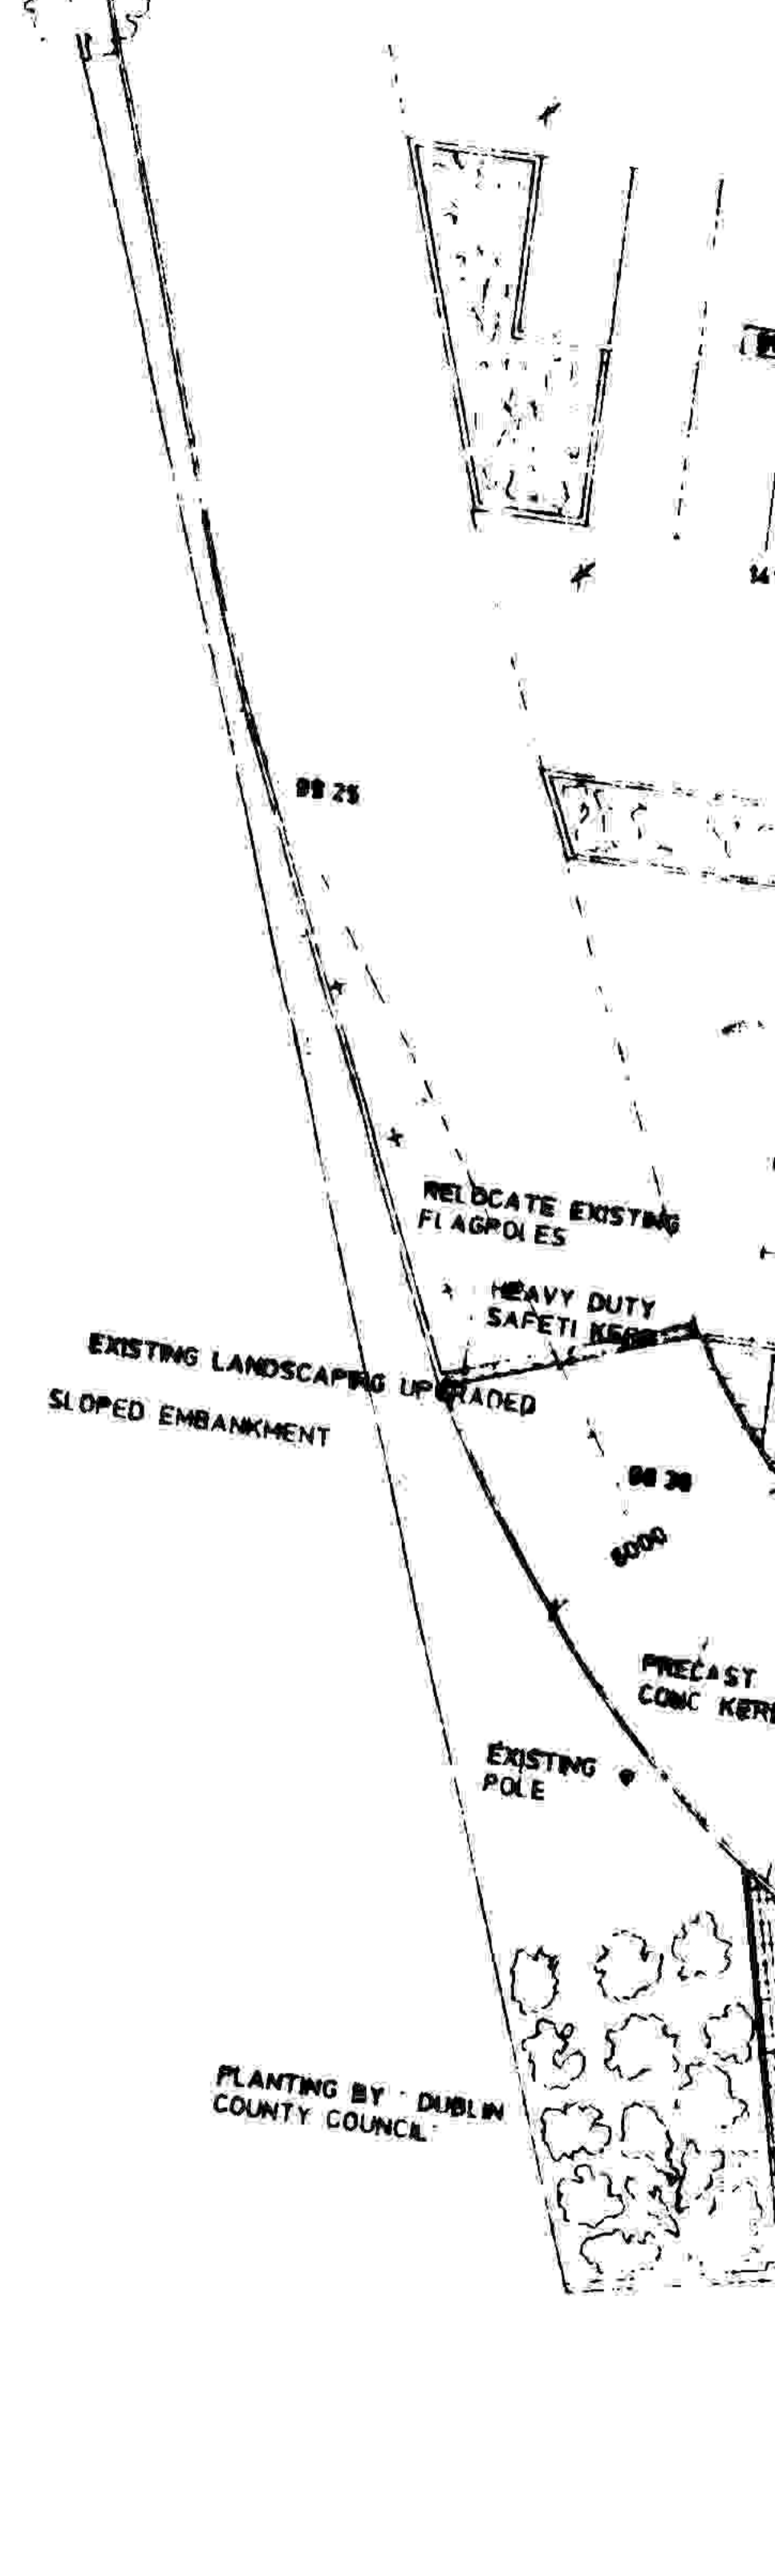 RELOCATE EXISTING
FLAGPOLES
HEAVY DUTY
SAFETI KERB
EXISTING LANDSCAPING UPGRADED
SLOPED EMBANKMENT
6000
PRECAST
CONC KERB
EXISTING
POLE
PLANTING BY DUBLIN
COUNTY COUNCIL